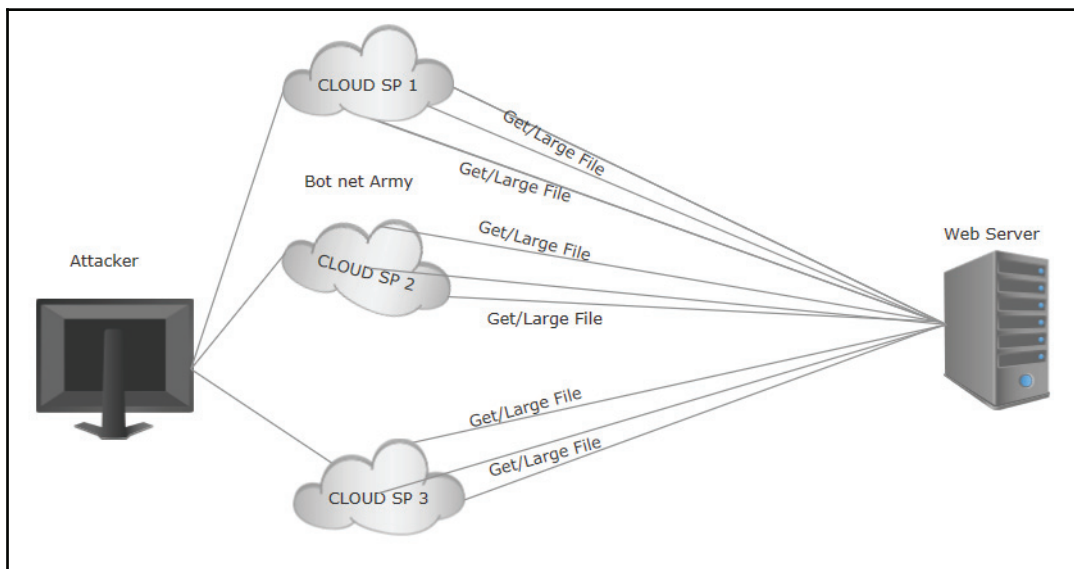 CLOUD SP 1
Get/Large File
Get/Large File
Bot net Army
Get/Large File
Web Server
Attacker
CLOUD SP 2
Get/Large File
Get/Large File
Get/Large File
CLOUD SP 3